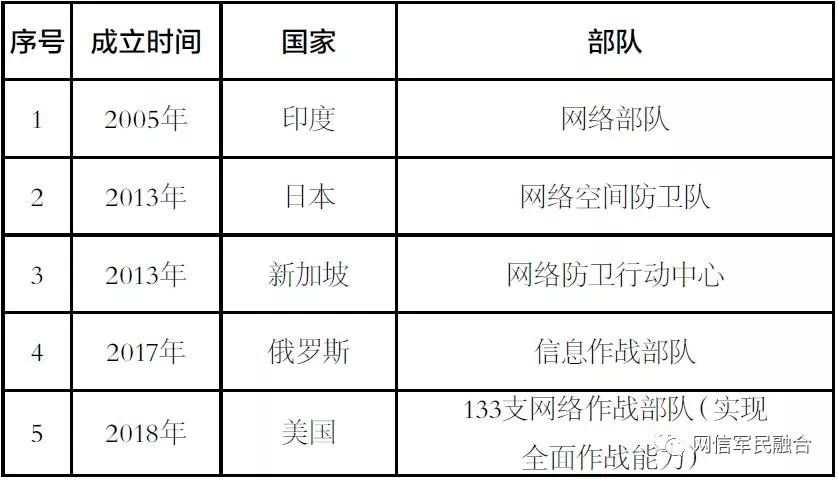 序号 成立时间 国家 部队
1 2005年 印度 网络部队
2 2013年 日本 网络空间防卫队
3 2013年 新加坡 网络防卫行动中心
4 2017年 俄罗斯 信息作战部队
5 2018年 美国 133支网络作战部队(实现
全面作战能力)
网信军民融合